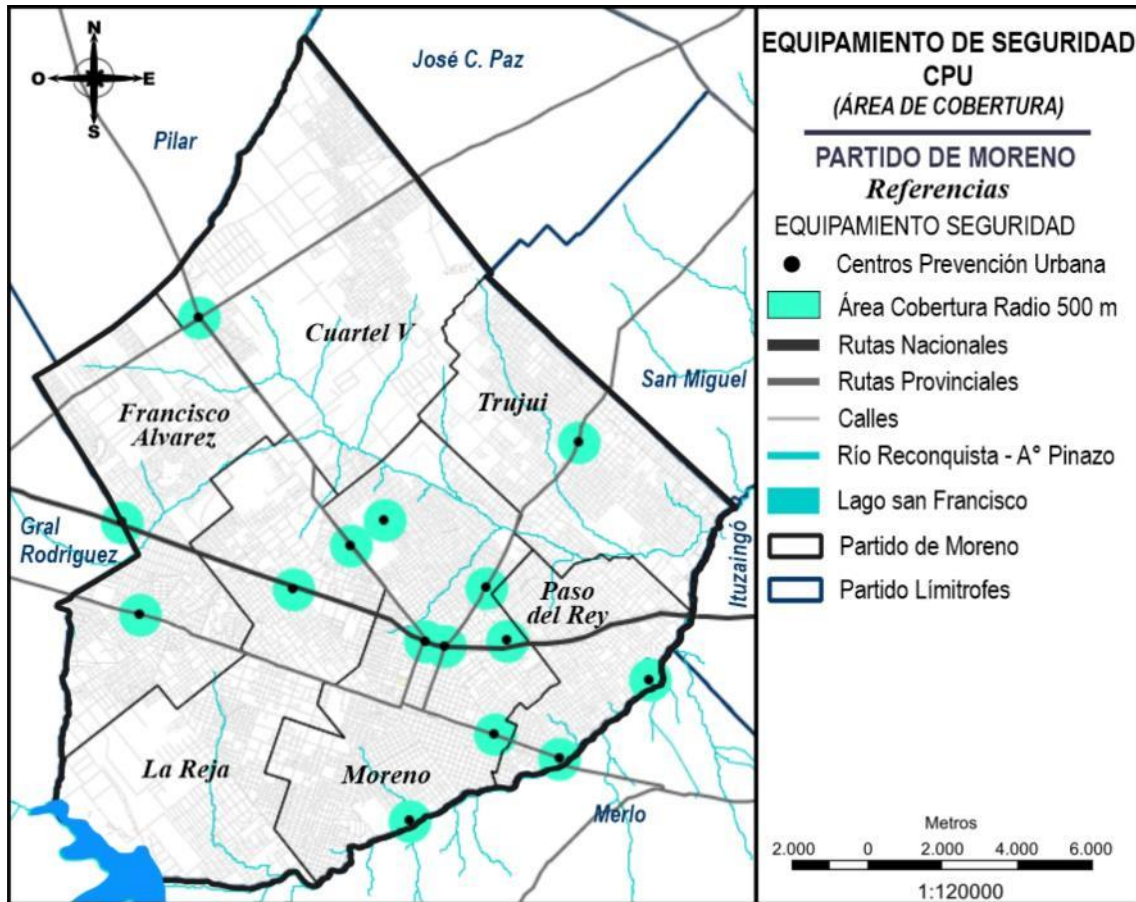 N
O
E
S
Pilar
José C. Paz
Cuartel V
Francisco
Alvarez
Trujui
San Miguel
Gral
Rodriguez
Paso
del Rey
Ituzaingó
La Reja
Moreno
Merlo
EQUIPAMIENTO DE SEGURIDAD
CPU
(ÁREA DE COBERTURA)
PARTIDO DE MORENO
Referencias
EQUIPAMIENTO SEGURIDAD
Centros Prevención Urbana
Área Cobertura Radio 500 m
Rutas Nacionales
Rutas Provinciales
Calles
Río Reconquista - A° Pinazo
Lago san Francisco
Partido de Moreno
Partido Límitrofes
Metros
2.000 0 2.000 4.000 6.000
1:120000